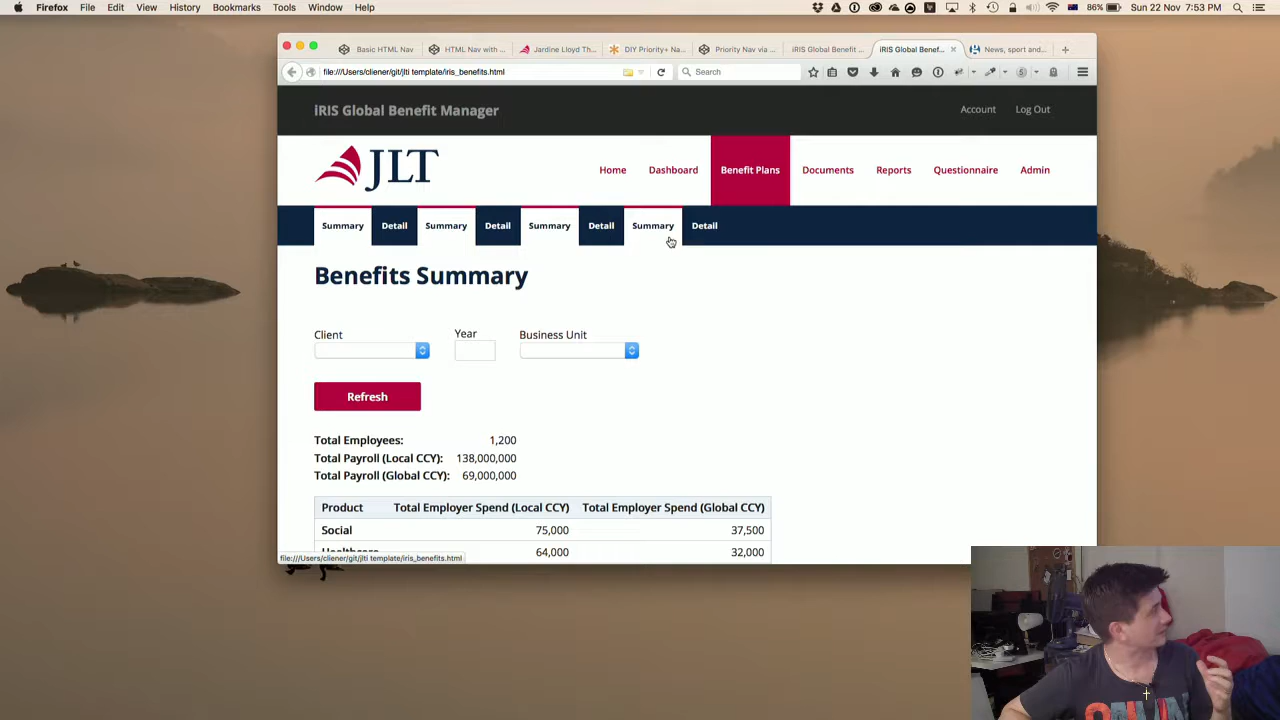 Firefox File Edit View History Bookmarks Tools Window Help 86% Sun 22 Nov 7:53 PM
Basic HTML Nav HTML Nav with ... Jardine Lloyd Th... DIY Priority+ Na... Priority Nav via ... iRIS Global Benefit ... iRIS Global Benef... News, sport and...
file:///Users/cliener/git/jlti template/iris_benefits.html Search
iRIS Global Benefit Manager Account Log Out
JLT Home Dashboard Benefit Plans Documents Reports Questionnaire Admin
Summary Detail Summary Detail Summary Detail Summary Detail
Benefits Summary
Client Year Business Unit
Refresh
Total Employees: 1,200
Total Payroll (Local CCY): 138,000,000
Total Payroll (Global CCY): 69,000,000
Product Total Employer Spend (Local CCY) Total Employer Spend (Global CCY)
Social 75,000 37,500
Healthcare 64,000 32,000
file:///Users/cliener/git/jlti template/iris_benefits.html